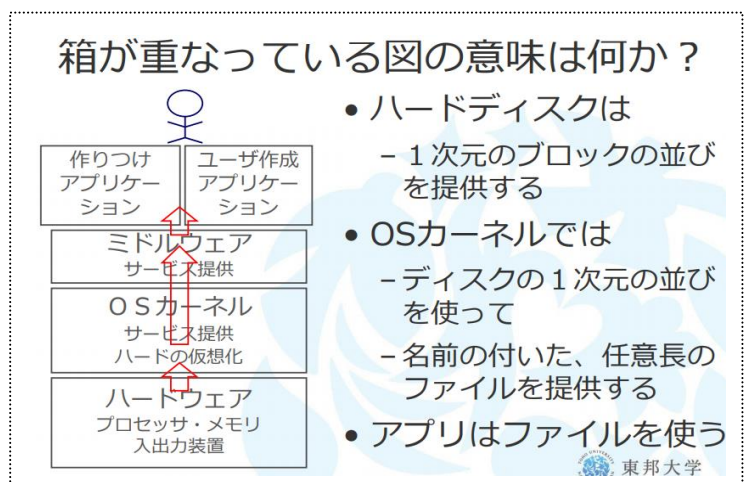 箱が重なっている図の意味は何か？
作りつけ
アプリケー
ション
ユーザ作成
アプリケー
ション
ミドルウェア
サービス提供
ＯＳカーネル
サービス提供
ハードの仮想化
ハードウェア
プロセッサ・メモリ
入出力装置
• ハードディスクは
– １次元のブロックの並び
を提供する
• OSカーネルでは
– ディスクの１次元の並び
を使って
– 名前の付いた、任意長の
ファイルを提供する
• アプリはファイルを使う
東邦大学